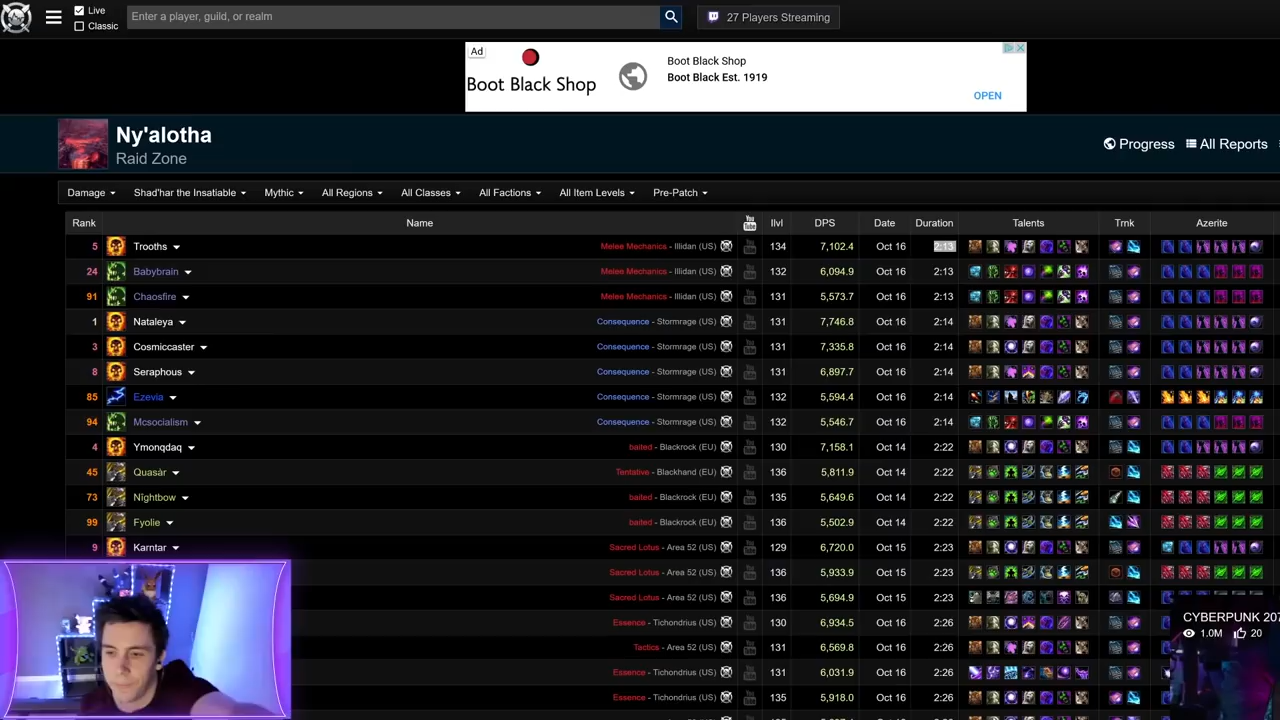 Live
Classic
Enter a player, guild, or realm
27 Players Streaming
Ad
Boot Black Shop
Boot Black Shop
Boot Black Est. 1919
OPEN
Ny'alotha
Raid Zone
Progress All Reports
Damage Shad'har the Insatiable Mythic All Regions All Classes All Factions All Item Levels Pre-Patch
Rank Name You Tube Ilvl DPS Date Duration Talents Trnk Azerite
5 Trooths Melee Mechanics - Illidan (US) 134 7,102.4 Oct 16 2:13
24 Babybrain Melee Mechanics - Illidan (US) 132 6,094.9 Oct 16 2:13
91 Chaosfire Melee Mechanics - Illidan (US) 131 5,573.7 Oct 16 2:13
1 Nataleya Consequence - Stormrage (US) 131 7,746.8 Oct 16 2:14
3 Cosmiccaster Consequence - Stormrage (US) 131 7,335.8 Oct 16 2:14
8 Seraphous Consequence - Stormrage (US) 131 6,897.7 Oct 16 2:14
85 Ezevia Consequence - Stormrage (US) 132 5,594.4 Oct 16 2:14
94 Mcsocialism Consequence - Stormrage (US) 132 5,546.7 Oct 16 2:14
4 Ymonqdaq baited - Blackrock (EU) 130 7,158.1 Oct 14 2:22
45 Quasàr Tentative - Blackhand (EU) 136 5,811.9 Oct 14 2:22
73 Nîghtbow baited - Blackrock (EU) 135 5,649.6 Oct 14 2:22
99 Fyolie baited - Blackrock (EU) 136 5,502.9 Oct 14 2:22
9 Karntar Sacred Lotus - Area 52 (US) 129 6,720.0 Oct 15 2:23
Sacred Lotus - Area 52 (US) 136 5,933.9 Oct 15 2:23
Sacred Lotus - Area 52 (US) 136 5,694.9 Oct 15 2:23
Essence - Tichondrius (US) 130 6,934.5 Oct 16 2:26
Tactics - Area 52 (US) 131 6,569.8 Oct 16 2:26
Essence - Tichondrius (US) 131 6,031.9 Oct 16 2:26
Essence - Tichondrius (US) 135 5,918.0 Oct 16 2:26
CYBERPUNK 207
1.0M 20